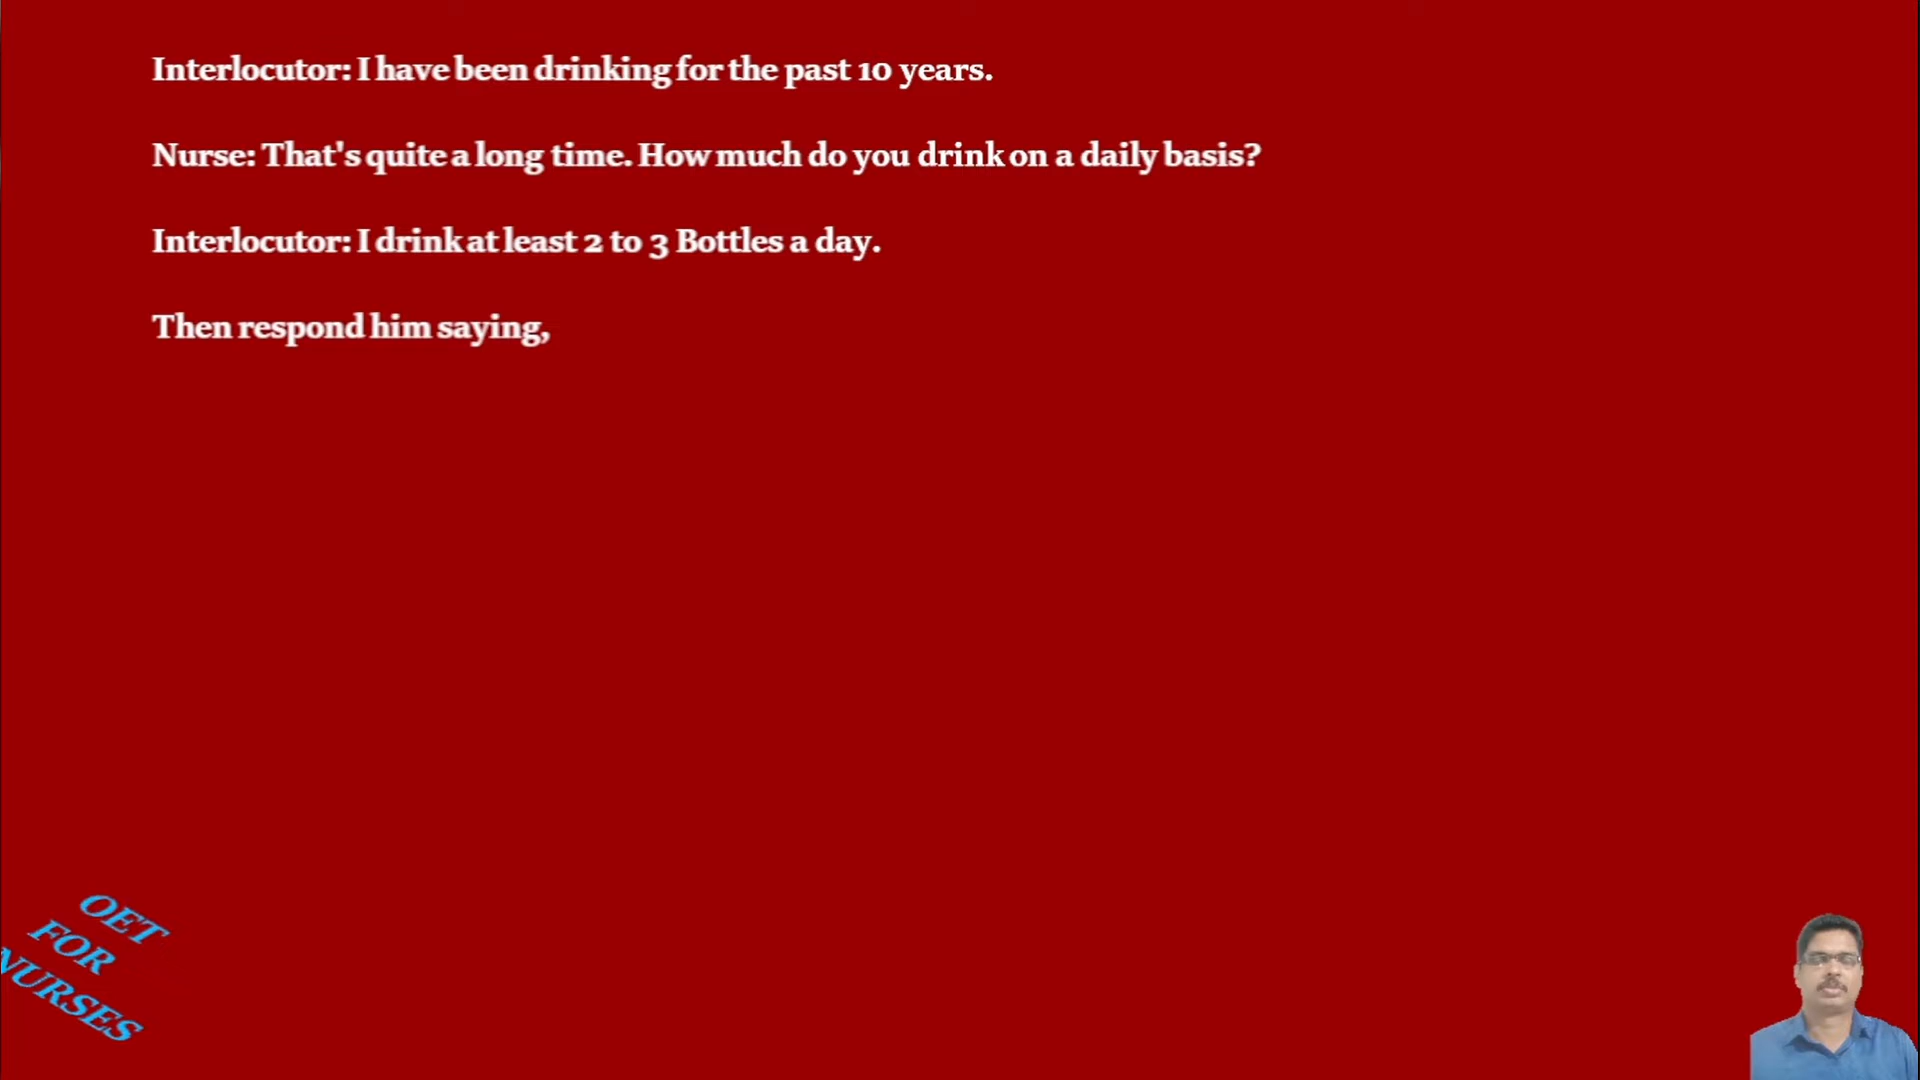 Interlocutor: I have been drinking for the past 10 years.
Nurse: That's quite a long time. How much do you drink on a daily basis?
Interlocutor: I drink at least 2 to 3 Bottles a day.
Then respond him saying,
OET
FOR
NURSES